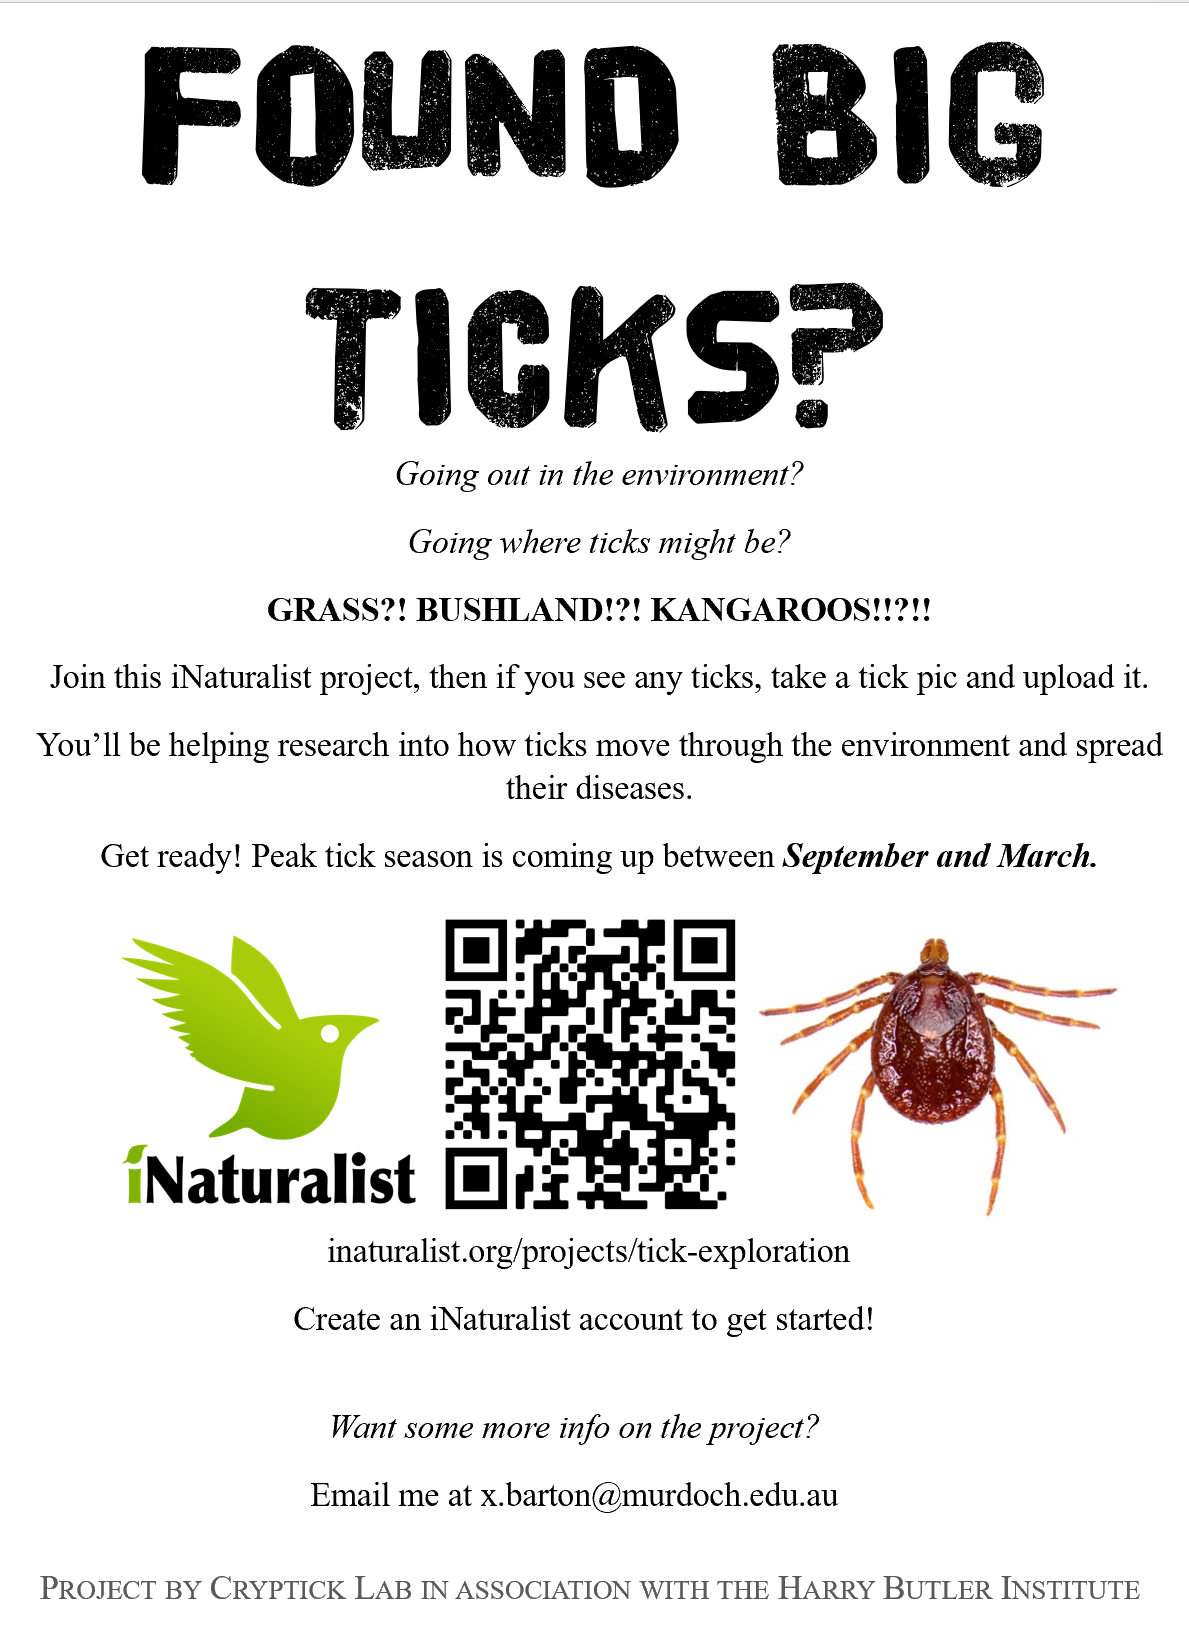 FOUND BIG
TICKS?
Going out in the environment?
Going where ticks might be?
GRASS?! BUSHLAND!?! KANGAROOS!!?!!
Join this iNaturalist project, then if you see any ticks, take a tick pic and upload it.
You’ll be helping research into how ticks move through the environment and spread
their diseases.
Get ready! Peak tick season is coming up between September and March.
iNaturalist
inaturalist.org/projects/tick-exploration
Create an iNaturalist account to get started!
Want some more info on the project?
Email me at x.barton@murdoch.edu.au
PROJECT BY CRYPTICK LAB IN ASSOCIATION WITH THE HARRY BUTLER INSTITUTE